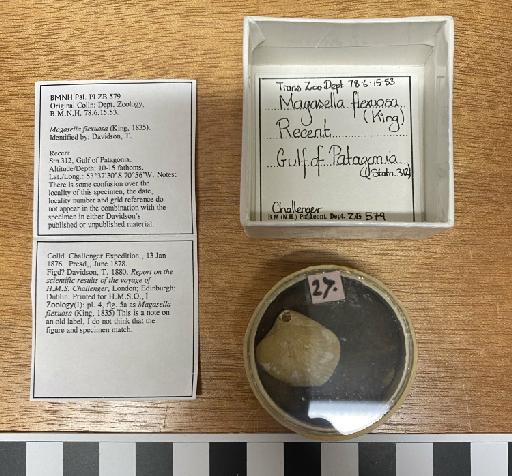 BMNH Pal. PI ZB 579
Original Colln: Dept. Zoology,
B.M.N.H. 78.6.15.53.
Magasella flexuosa (King, 1835).
Identified by: Davidson, T.
Recent
Stn 312, Gulf of Patagonia.
Altitude/Depth: 10-15 fathoms.
Lat./Long.: 53°37'30"S 70°56'W. Notes:
There is some confusion over the
locality of this specimen, the date,
locality number and grid reference do
not appear in the combination with the
specimen in either Davidson's
published or unpublished material.
Colld: Challenger Expedition., 13 Jan
1876. Presd., June 1878.
Figd? Davidson, T. 1880. Report on the
scientific results of the voyage of
H.M.S. Challenger, London; Edinburgh;
Dublin: Printed for H.M.S.O., 1
Zoology(1): pl. 4, fig. 5a as Magasella
flexuosa (King, 1835) This is a note on
an old label, I do not think that the
figure and specimen match.
Trans Zoo Dept 78.6.15.53
Magasella flexuosa
(King)
Recent
Gulf of Patagonia
(Statn. 312)
Challenger
B M (N.H.) Palaeont. Dept. ZB 579
27.